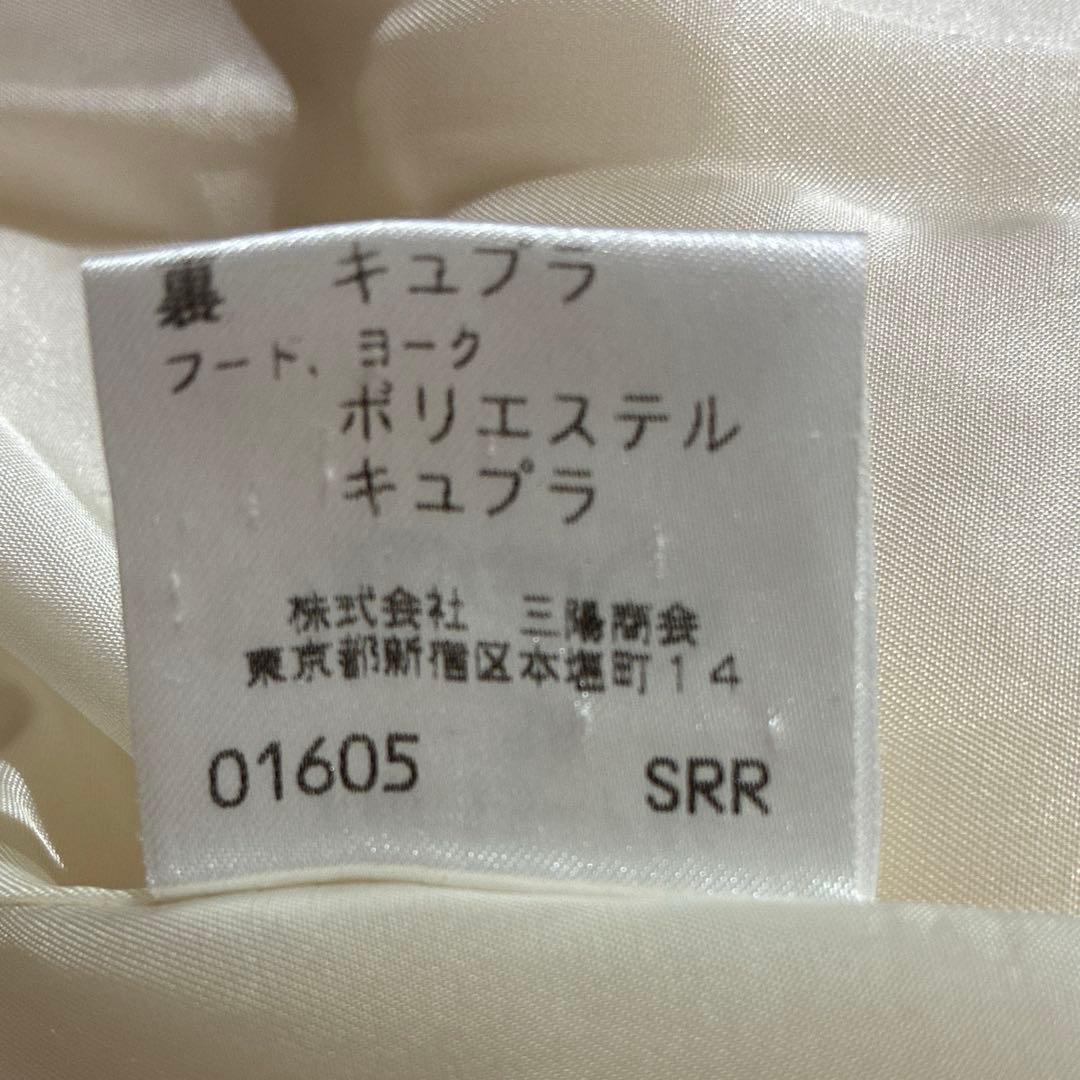 裏 キュプラ
フード、ヨーク
ポリエステル
キュプラ
株式会社 三陽商会
東京都新宿区本塩町14
01605 SRR